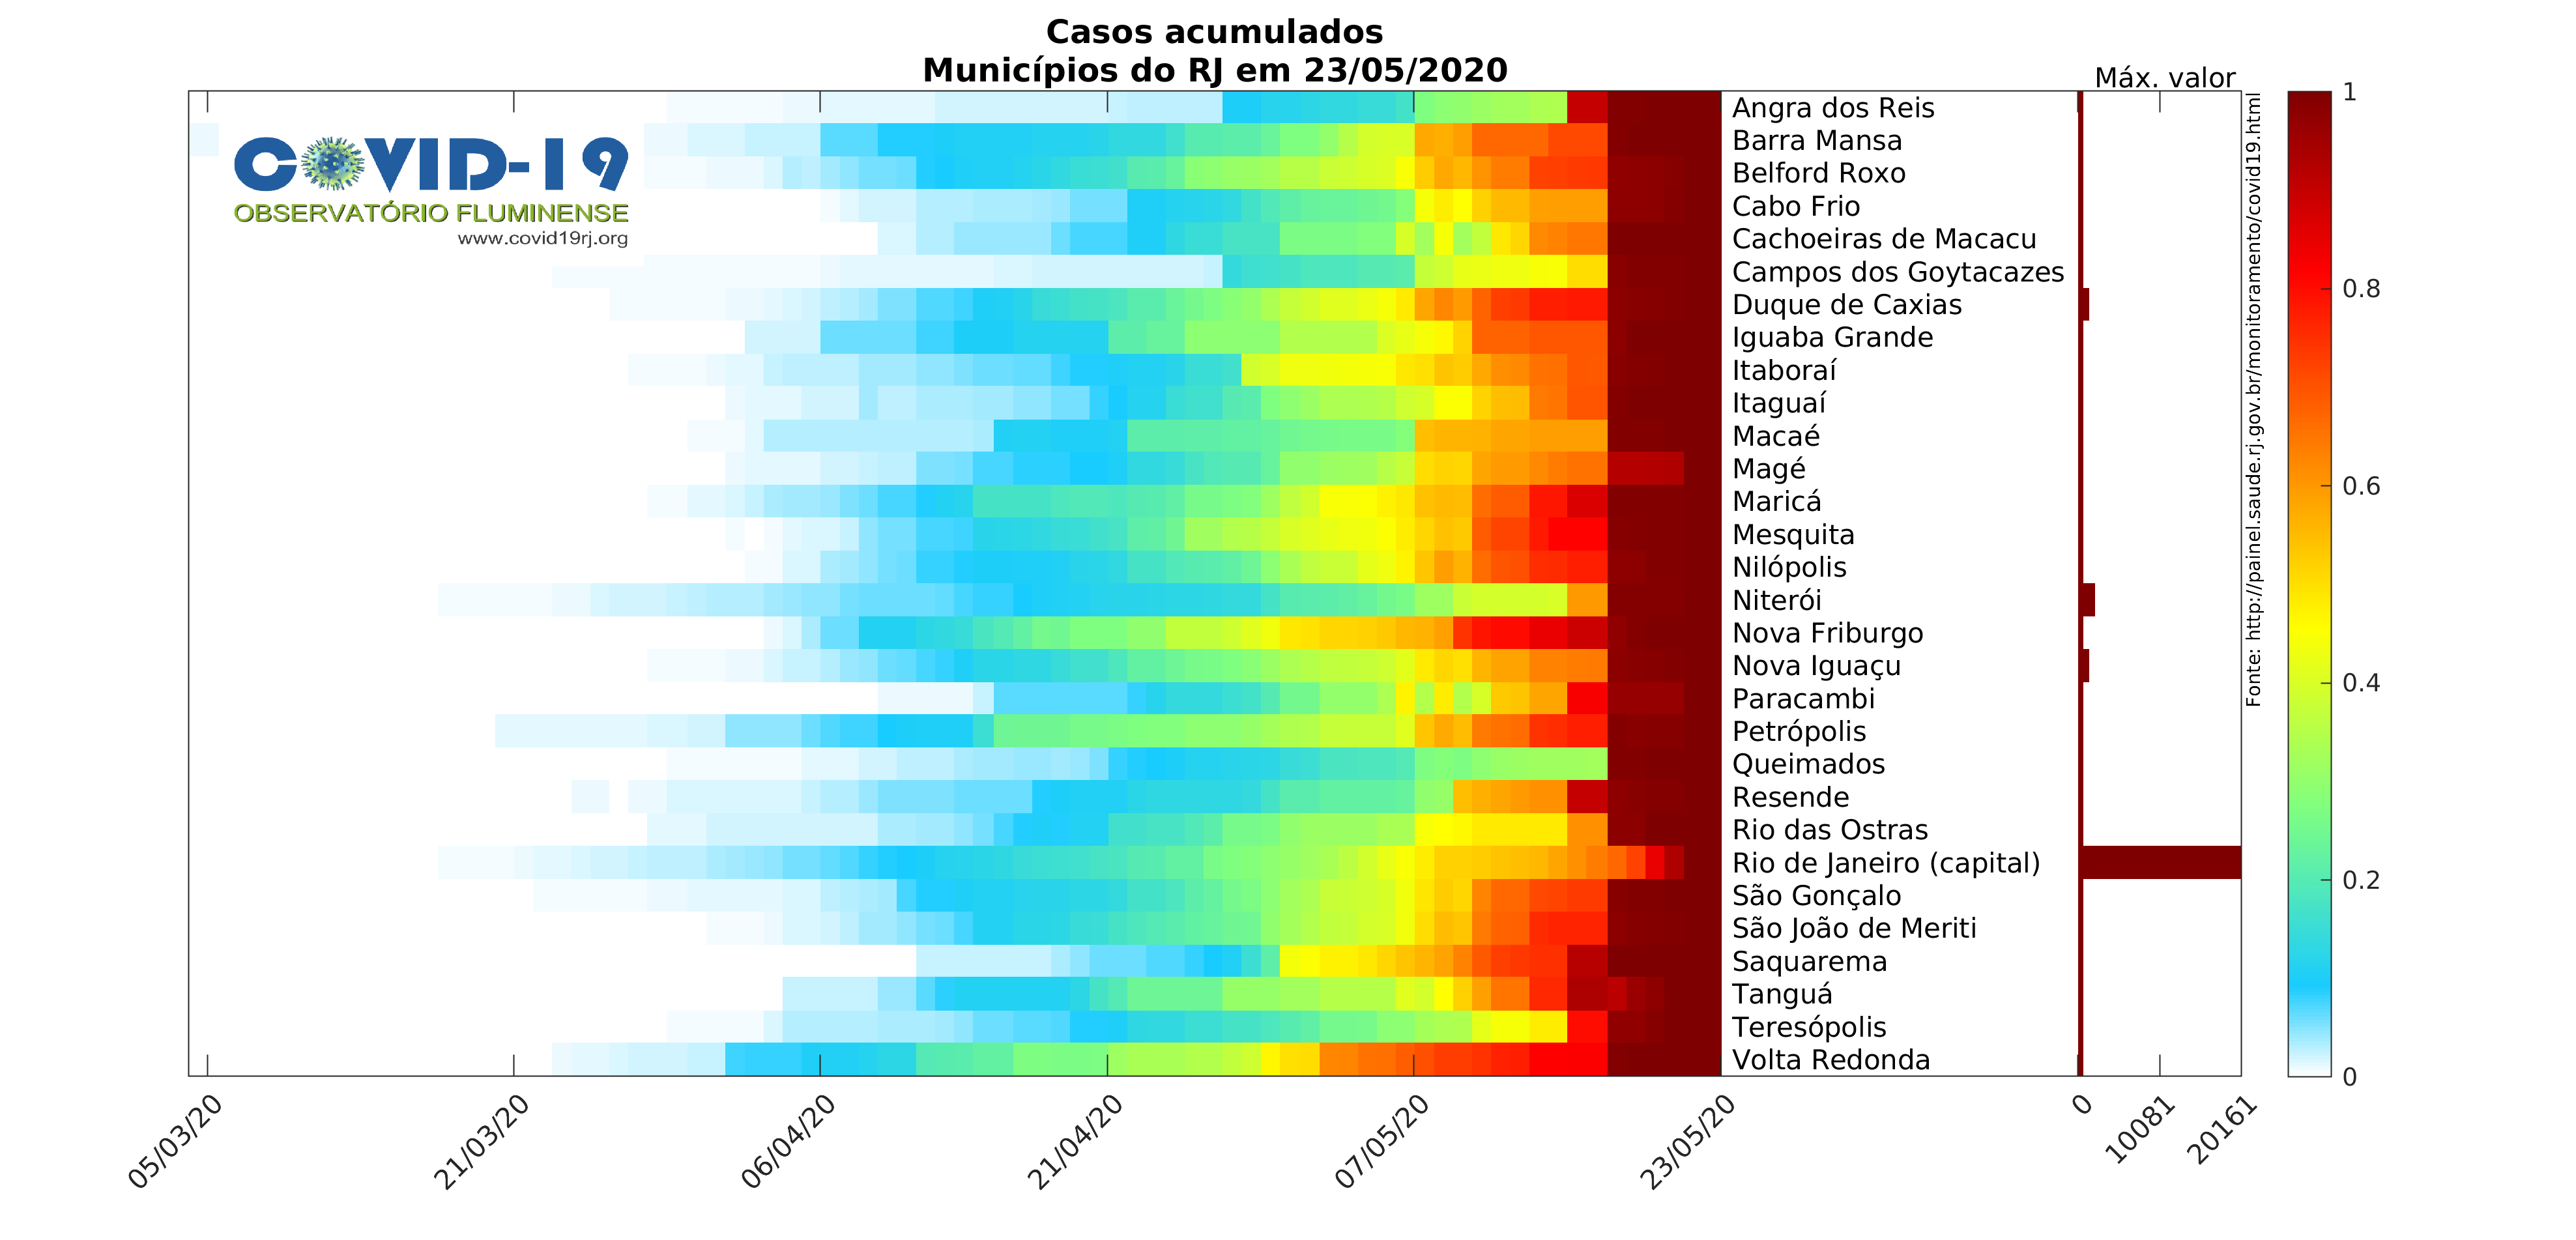 Casos acumulados
Municípios do RJ em 23/05/2020
Máx. valor
COVID-19
OBSERVATÓRIO FLUMINENSE
www.covid19rj.org
Angra dos Reis
Barra Mansa
Belford Roxo
Cabo Frio
Cachoeiras de Macacu
Campos dos Goytacazes
Duque de Caxias
Iguaba Grande
Itaboraí
Itaguaí
Macaé
Magé
Maricá
Mesquita
Nilópolis
Niterói
Nova Friburgo
Nova Iguaçu
Paracambi
Petrópolis
Queimados
Resende
Rio das Ostras
Rio de Janeiro (capital)
São Gonçalo
São João de Meriti
Saquarema
Tanguá
Teresópolis
Volta Redonda
05/03/20
21/03/20
06/04/20
21/04/20
07/05/20
23/05/20
0
10081
20161
Fonte: http://painel.saude.rj.gov.br/monitoramento/covid19.html
1
0.8
0.6
0.4
0.2
0